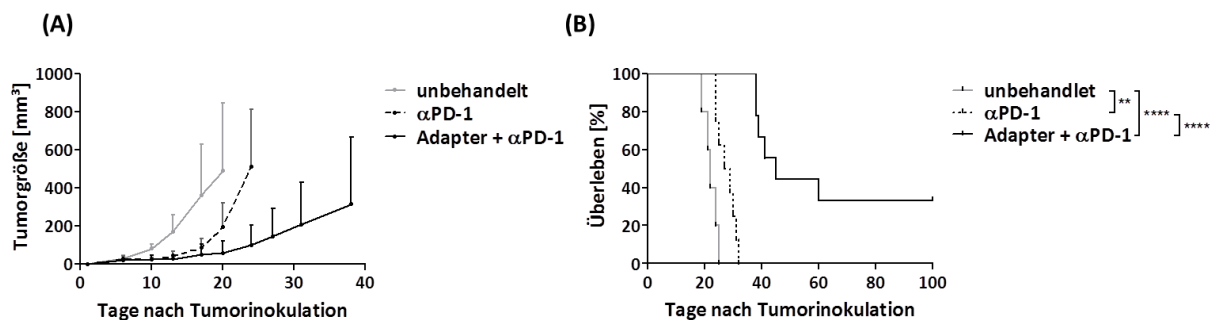 (A)
Tumorgröße [mm³]
1000
800
600
400
200
0
0 10 20 30 40
Tage nach Tumorinokulation
unbehandelt
αPD-1
Adapter + αPD-1
(B)
Überleben [%]
100
80
60
40
20
0
0 20 40 60 80 100
Tage nach Tumorinokulation
unbehandlet
αPD-1
Adapter + αPD-1
**
****
****